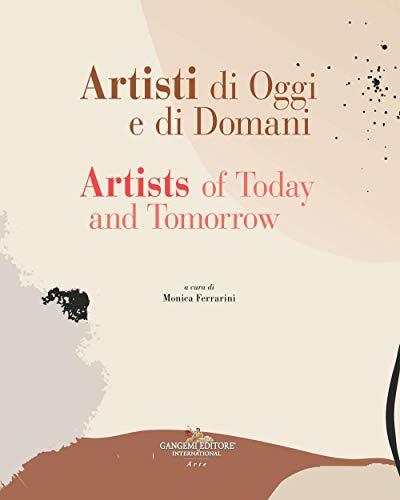 Artisti di Oggi
e di Domani
Artists of Today
and Tomorrow
a cura di
Monica Ferrarini
GANGEMI EDITORE®
INTERNATIONAL
Arte